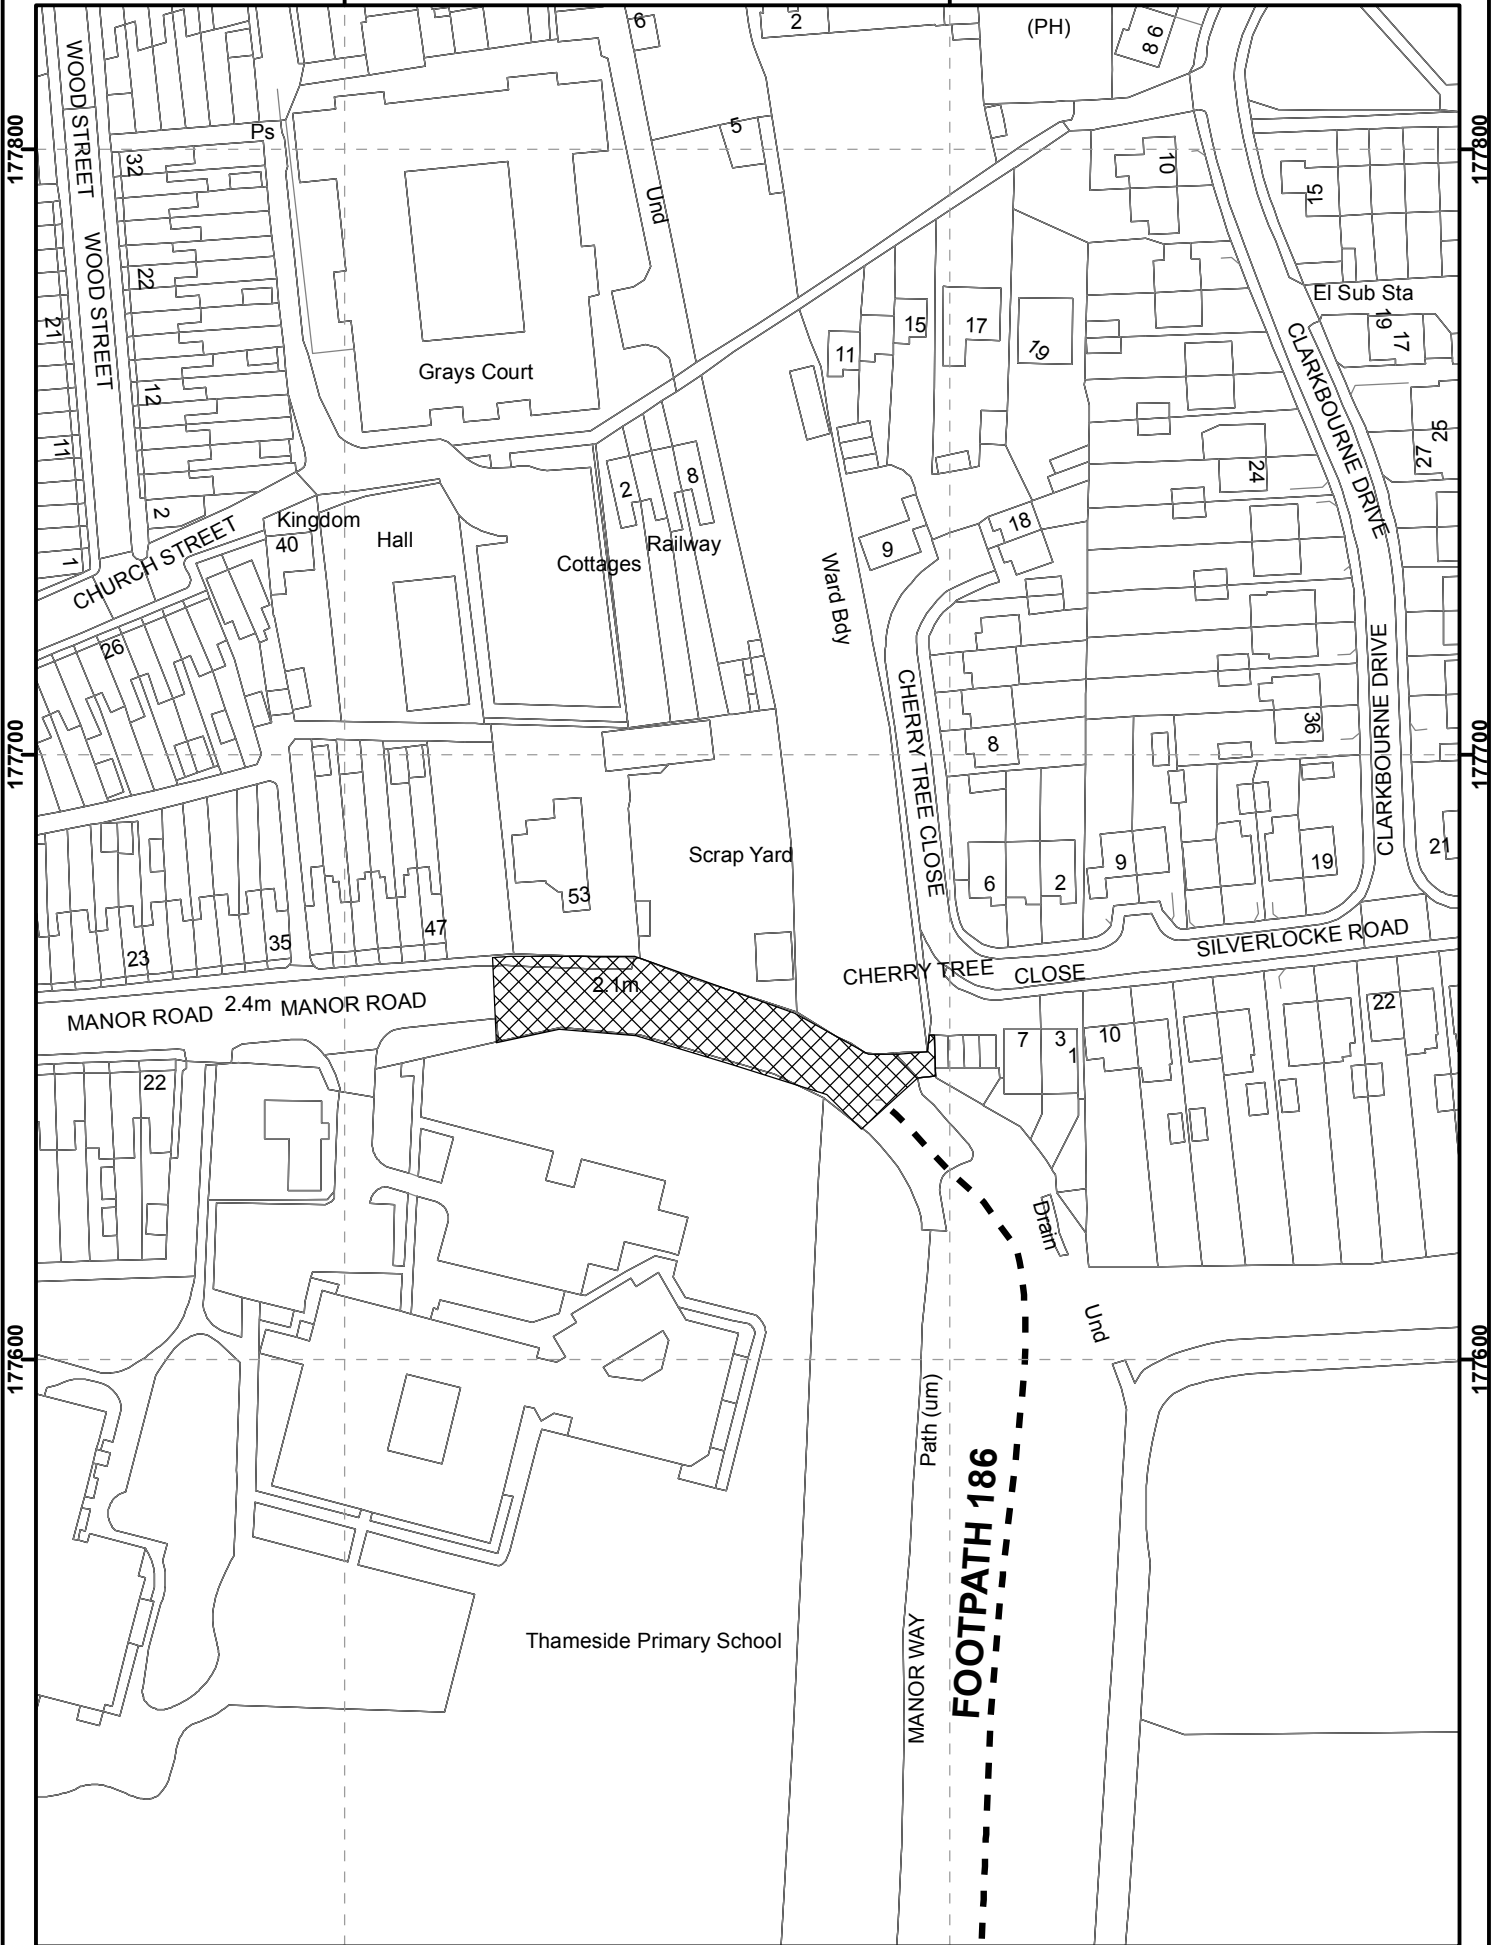 6
2
(PH)
8 6
WOOD STREET
Ps
32
5
10
15
177800
177800
Und
22
WOOD STREET
21
El Sub Sta
19
17
15
17
19
11
Grays Court
CLARKBOURNE DRIVE
12
11
25
27
24
2
8
2
Kingdom
40
Hall
18
Railway
Cottages
9
1
CHURCH STREET
Ward Bdy
26
CHERRY TREE CLOSE
CLARKBOURNE DRIVE
36
8
177700
177700
Scrap Yard
53
6
2
9
19
21
47
35
23
SILVERLOCKE ROAD
CHERRY TREE
CLOSE
2.1m
MANOR ROAD
2.4m
MANOR ROAD
22
7
3
1
10
22
Drain
Und
177600
177600
Path (um)
FOOTPATH 186
Thameside Primary School
MANOR WAY